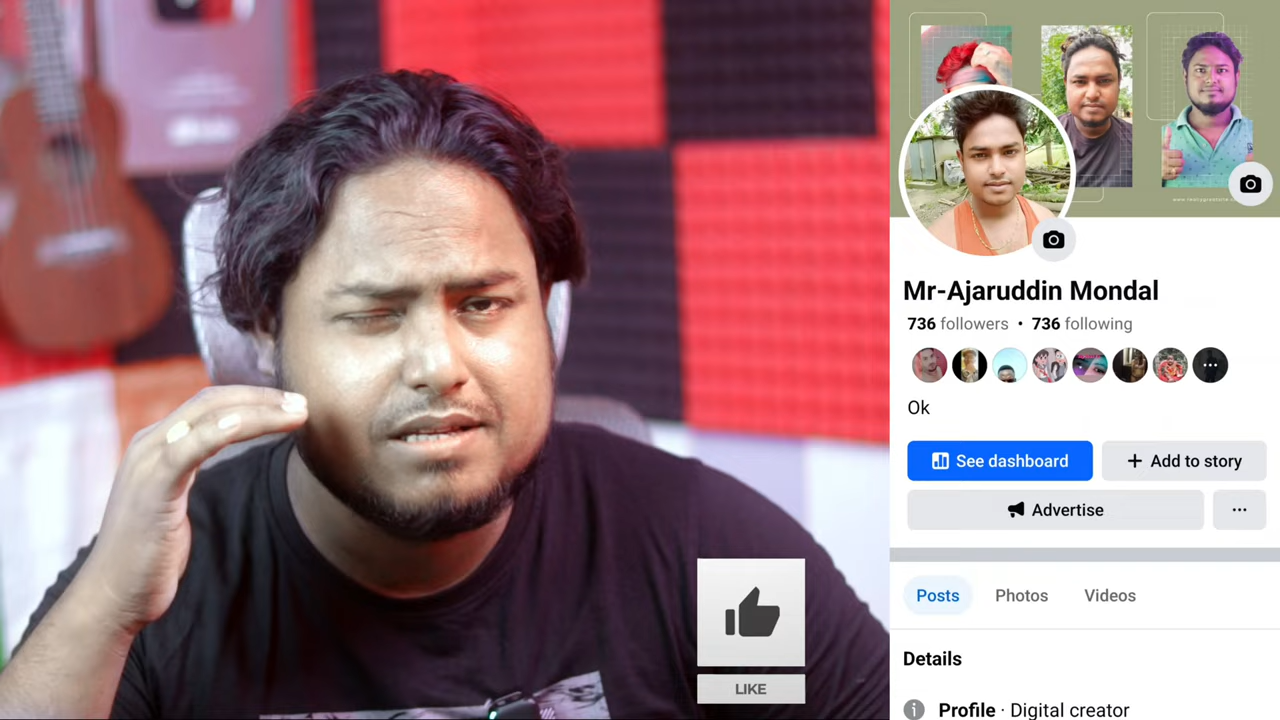 LIKE
Mr-Ajaruddin Mondal
736 followers • 736 following
Ok
See dashboard
+ Add to story
Advertise
Posts
Photos
Videos
Details
Profile · Digital creator